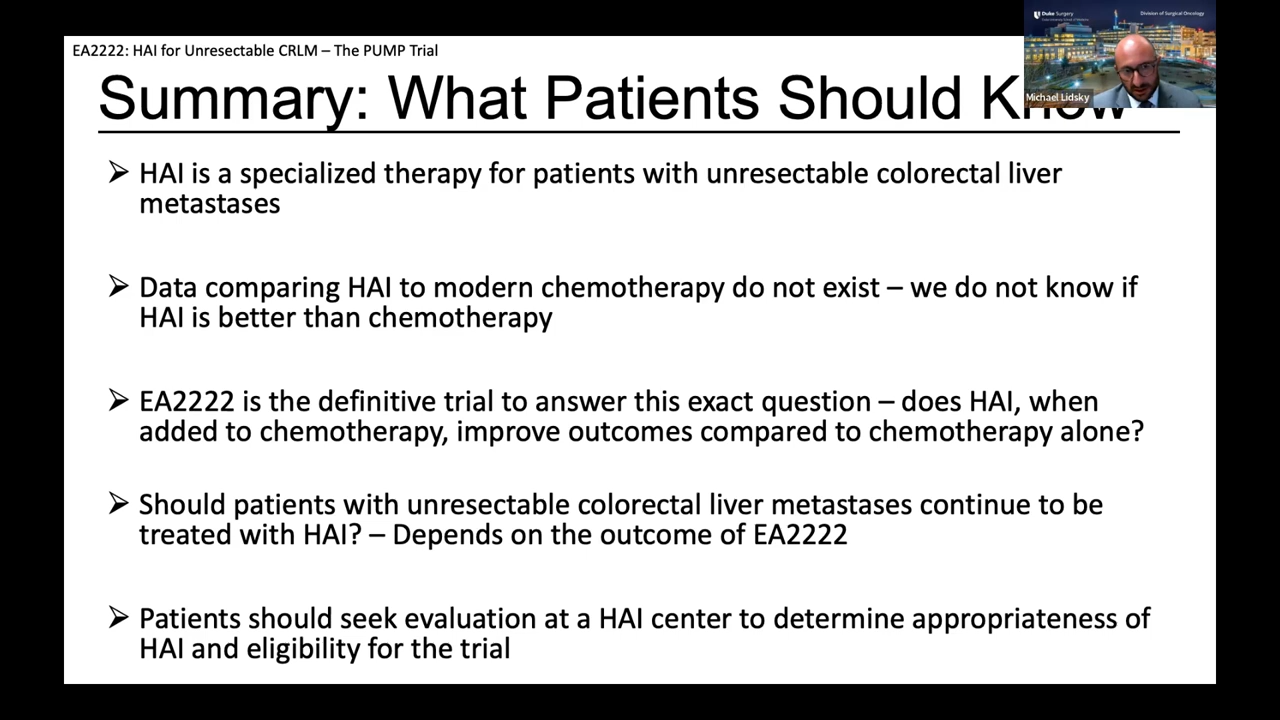 Duke Surgery
Division of Surgical Oncology
EA2222: HAI for Unresectable CRLM – The PUMP Trial
Summary: What Patients Should Know
Michael Lidsky
➢ HAI is a specialized therapy for patients with unresectable colorectal liver
metastases
➢ Data comparing HAI to modern chemotherapy do not exist – we do not know if
HAI is better than chemotherapy
➢ EA2222 is the definitive trial to answer this exact question – does HAI, when
added to chemotherapy, improve outcomes compared to chemotherapy alone?
➢ Should patients with unresectable colorectal liver metastases continue to be
treated with HAI? – Depends on the outcome of EA2222
➢ Patients should seek evaluation at a HAI center to determine appropriateness of
HAI and eligibility for the trial